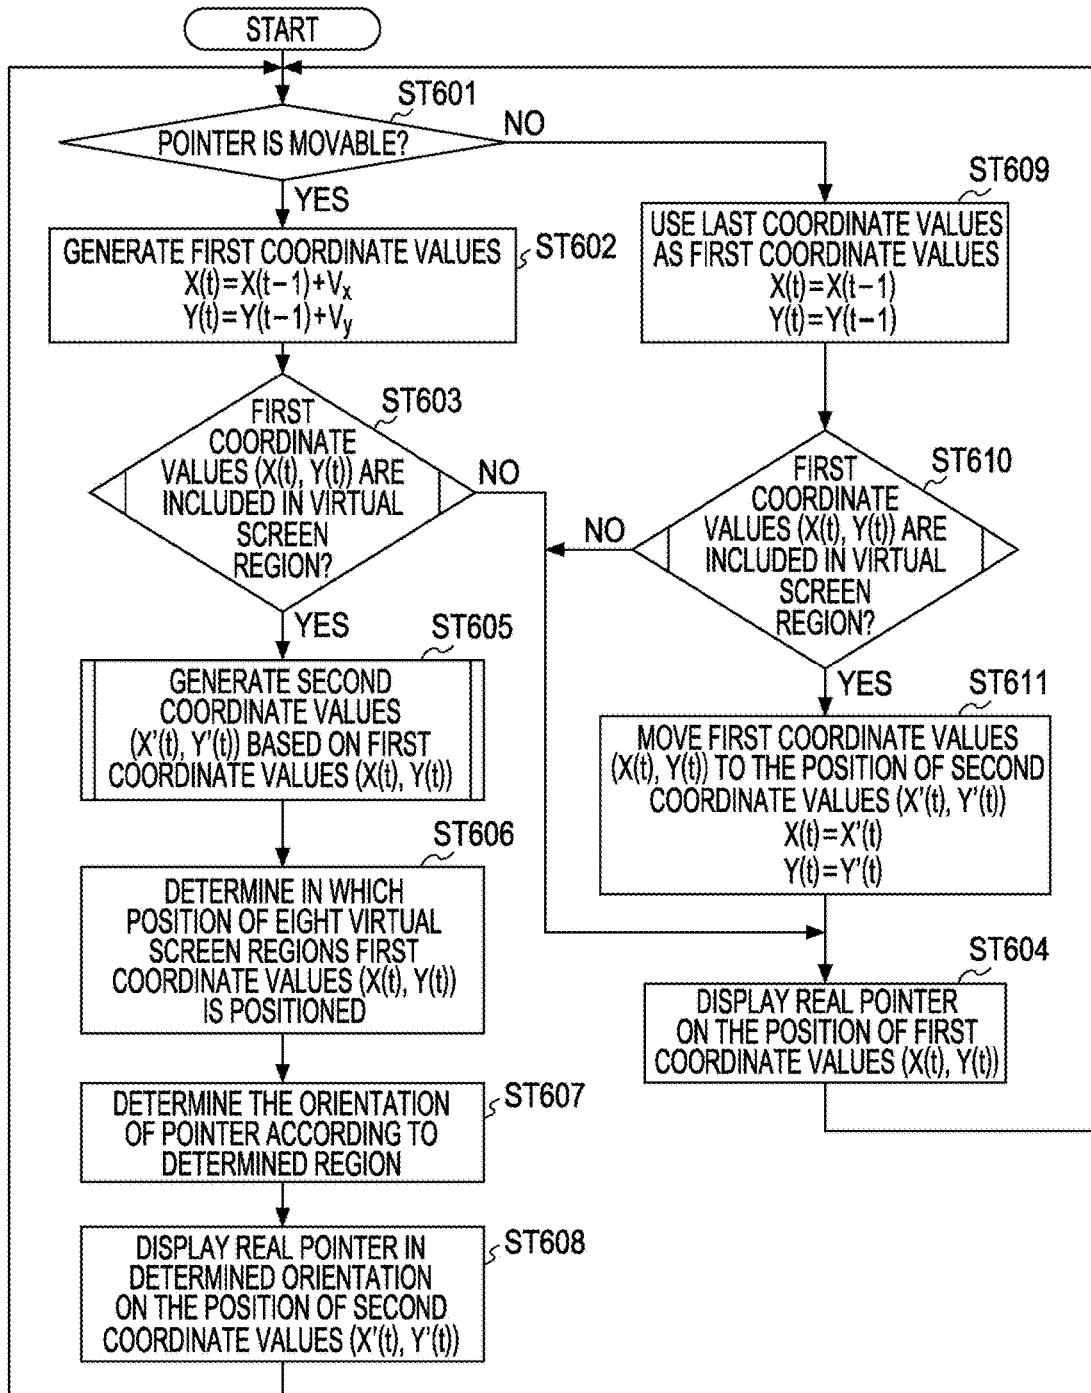 START
ST601
POINTER IS MOVABLE?
NO
YES
GENERATE FIRST COORDINATE VALUES
X(t)=X(t−1)+Vx
Y(t)=Y(t−1)+Vy
ST602
ST603
FIRST
COORDINATE
VALUES (X(t), Y(t)) ARE
INCLUDED IN VIRTUAL
SCREEN
REGION?
NO
YES
ST605
GENERATE SECOND
COORDINATE VALUES
(X'(t), Y'(t)) BASED ON FIRST
COORDINATE VALUES (X(t), Y(t))
ST606
DETERMINE IN WHICH
POSITION OF EIGHT VIRTUAL
SCREEN REGIONS FIRST
COORDINATE VALUES (X(t), Y(t))
IS POSITIONED
DETERMINE THE ORIENTATION
OF POINTER ACCORDING TO
DETERMINED REGION
ST607
DISPLAY REAL POINTER IN
DETERMINED ORIENTATION
ON THE POSITION OF SECOND
COORDINATE VALUES (X'(t), Y'(t))
ST608
ST609
USE LAST COORDINATE VALUES
AS FIRST COORDINATE VALUES
X(t)=X(t−1)
Y(t)=Y(t−1)
ST610
FIRST
COORDINATE
VALUES (X(t), Y(t)) ARE
INCLUDED IN VIRTUAL
SCREEN
REGION?
NO
YES
ST611
MOVE FIRST COORDINATE VALUES
(X(t), Y(t)) TO THE POSITION OF SECOND
COORDINATE VALUES (X'(t), Y'(t))
X(t)=X'(t)
Y(t)=Y'(t)
ST604
DISPLAY REAL POINTER
ON THE POSITION OF FIRST
COORDINATE VALUES (X(t), Y(t))